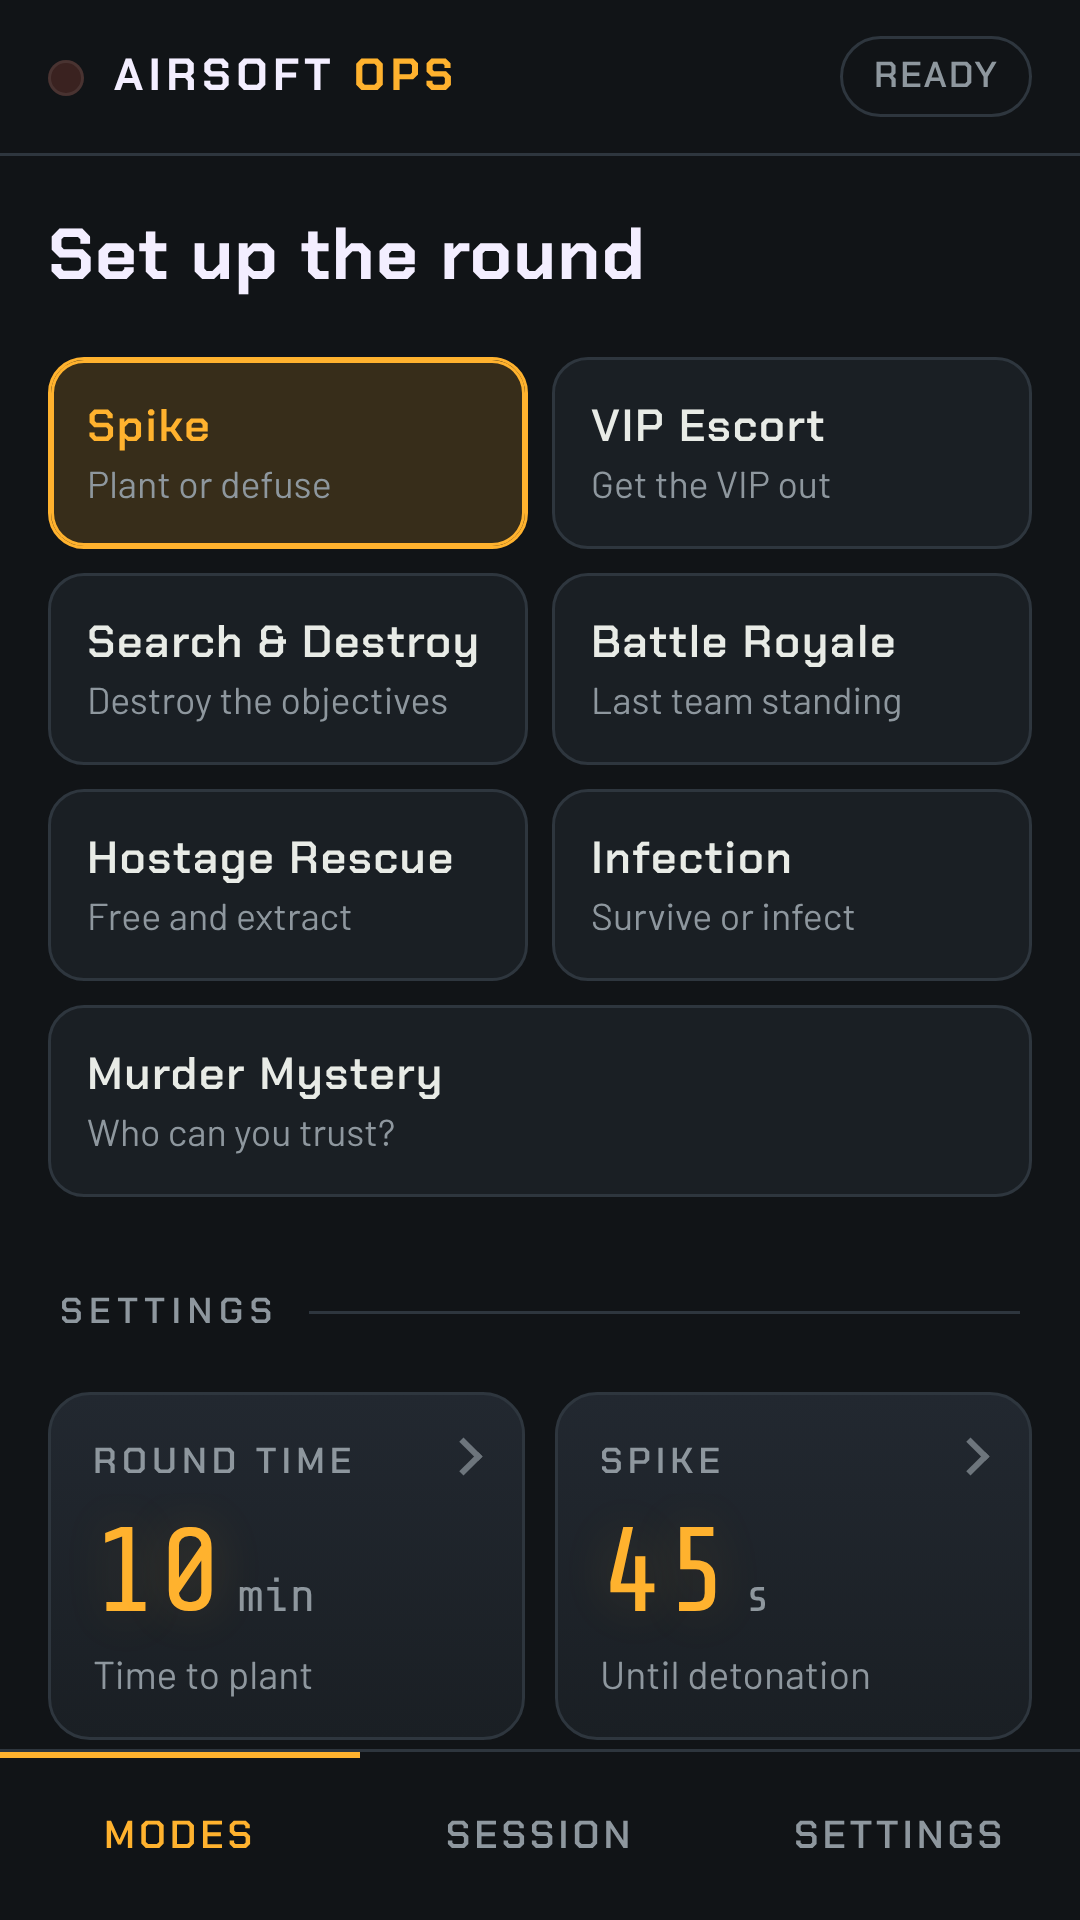 AIRSOFT OPS
READY
Set up the round
Spike
Plant or defuse
VIP Escort
Get the VIP out
Search & Destroy
Destroy the objectives
Battle Royale
Last team standing
Hostage Rescue
Free and extract
Infection
Survive or infect
Murder Mystery
Who can you trust?
SETTINGS
ROUND TIME
10 min
Time to plant
SPIKE
45 s
Until detonation
MODES
SESSION
SETTINGS